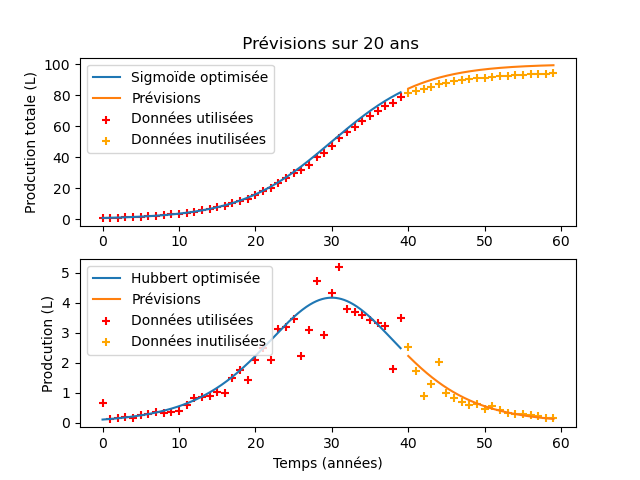 Prévisions sur 20 ans
Prodcution totale (L)
100
80
60
40
20
0
Sigmoïde optimisée
Prévisions
Données utilisées
Données inutilisées
0 10 20 30 40 50 60
Prodcution (L)
5
4
3
2
1
0
Hubbert optimisée
Prévisions
Données utilisées
Données inutilisées
0 10 20 30 40 50 60
Temps (années)